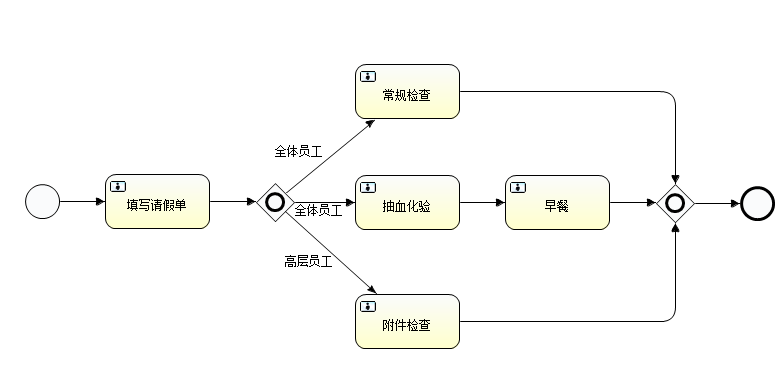 常规检查
全体员工
填写请假单
全体员工
抽血化验
早餐
高层员工
附件检查